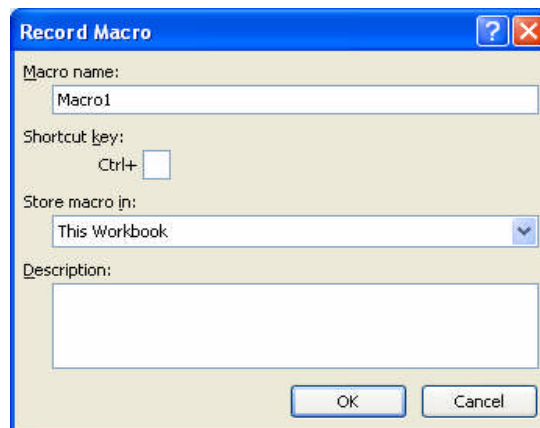 Record Macro
Macro name:
Macro1
Shortcut key:
Ctrl+
Store macro in:
This Workbook
Description:
OK Cancel